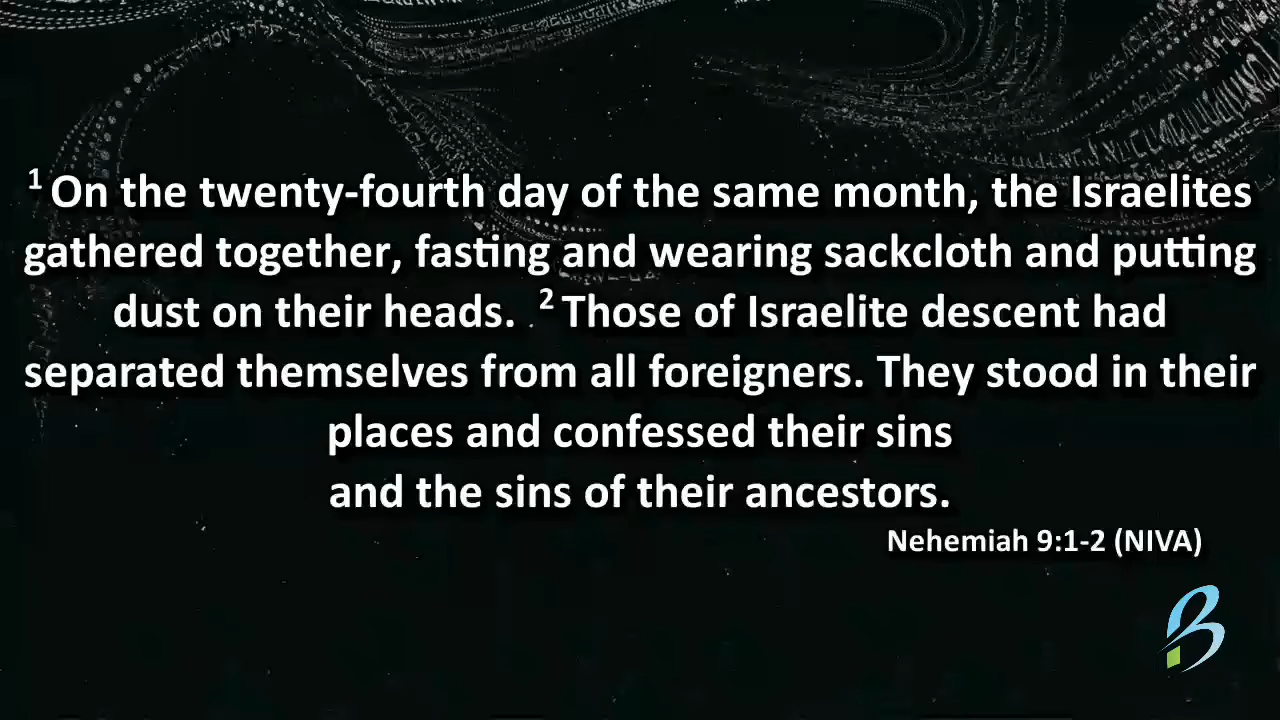 ¹ On the twenty-fourth day of the same month, the Israelites
gathered together, fasting and wearing sackcloth and putting
dust on their heads. ² Those of Israelite descent had
separated themselves from all foreigners. They stood in their
places and confessed their sins
and the sins of their ancestors.
Nehemiah 9:1-2 (NIVA)